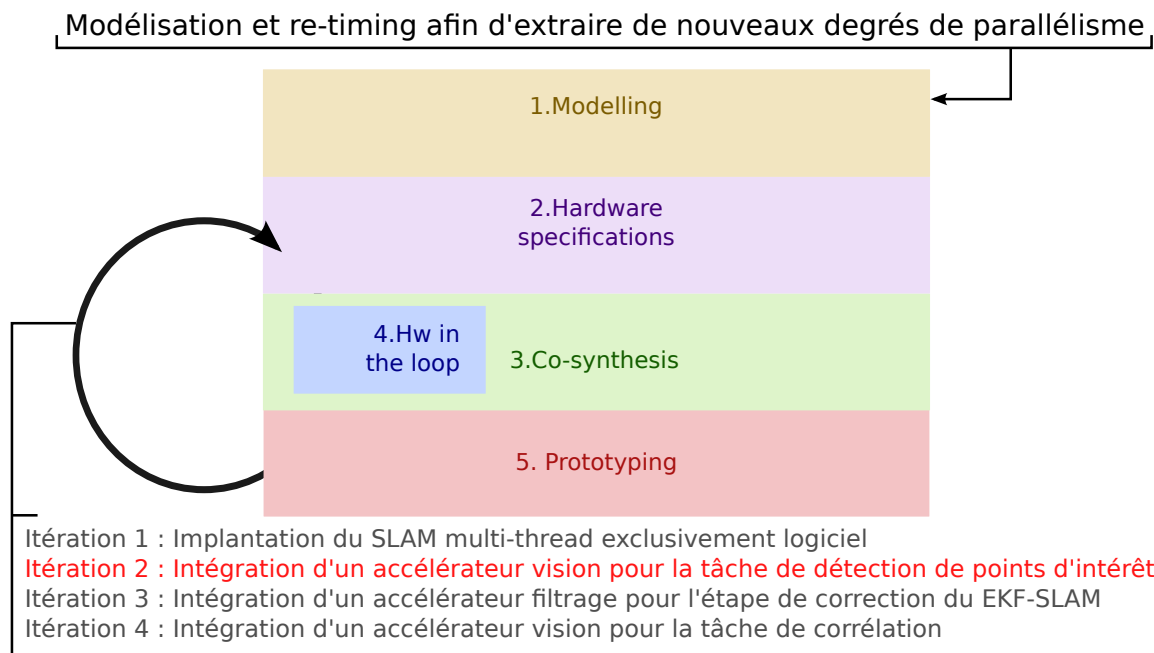 Modélisation et re-timing afin d'extraire de nouveaux degrés de parallélisme
1.Modelling
2.Hardware
specifications
4.Hw in
the loop
3.Co-synthesis
5. Prototyping
Itération 1 : Implantation du SLAM multi-thread exclusivement logiciel
Itération 2 : Intégration d'un accélérateur vision pour la tâche de détection de points d'intérêt
Itération 3 : Intégration d'un accélérateur filtrage pour l'étape de correction du EKF-SLAM
Itération 4 : Intégration d'un accélérateur vision pour la tâche de corrélation